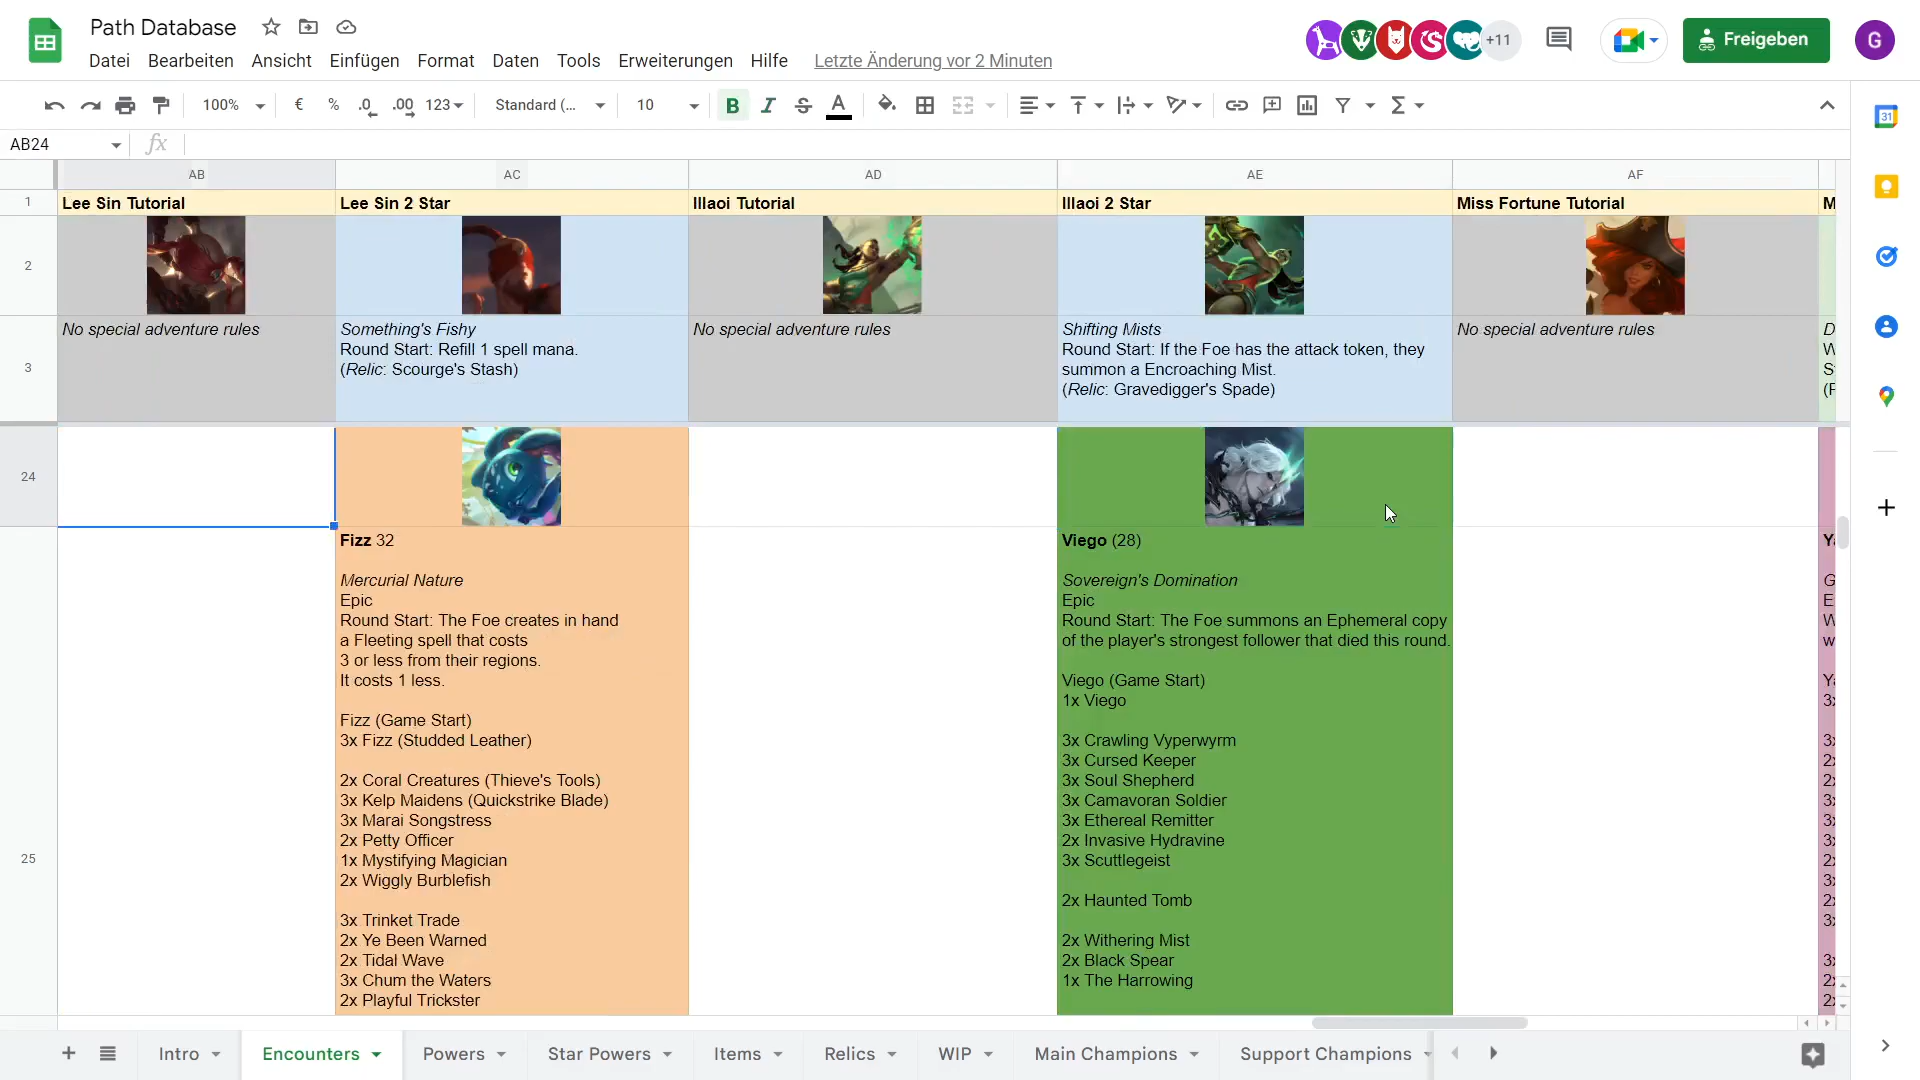 Path Database
Datei Bearbeiten Ansicht Einfügen Format Daten Tools Erweiterungen Hilfe Letzte Änderung vor 2 Minuten
+11
Freigeben
G
100% € % .0 .00 123 Standard (... 10 B I S A Σ
AB24 fx
31
AB AC AD AE AF
1 Lee Sin Tutorial Lee Sin 2 Star Illaoi Tutorial Illaoi 2 Star Miss Fortune Tutorial M
2
3
No special adventure rules
Something's Fishy
Round Start: Refill 1 spell mana.
(Relic: Scourge's Stash)
No special adventure rules
Shifting Mists
Round Start: If the Foe has the attack token, they
summon a Encroaching Mist.
(Relic: Gravedigger's Spade)
No special adventure rules
D
W
S
24
25
Fizz 32
Mercurial Nature
Epic
Round Start: The Foe creates in hand
a Fleeting spell that costs
3 or less from their regions.
It costs 1 less.
Fizz (Game Start)
3x Fizz (Studded Leather)
2x Coral Creatures (Thieve's Tools)
3x Kelp Maidens (Quickstrike Blade)
3x Marai Songstress
2x Petty Officer
1x Mystifying Magician
2x Wiggly Burblefish
3x Trinket Trade
2x Ye Been Warned
2x Tidal Wave
3x Chum the Waters
2x Playful Trickster
Viego (28)
Sovereign's Domination
Epic
Round Start: The Foe summons an Ephemeral copy
of the player's strongest follower that died this round.
Viego (Game Start)
1x Viego
3x Crawling Vyperwyrm
3x Cursed Keeper
3x Soul Shepherd
3x Camavoran Soldier
3x Ethereal Remitter
2x Invasive Hydravine
3x Scuttlegeist
2x Haunted Tomb
2x Withering Mist
2x Black Spear
1x The Harrowing
Intro Encounters Powers Star Powers Items Relics WIP Main Champions Support Champions